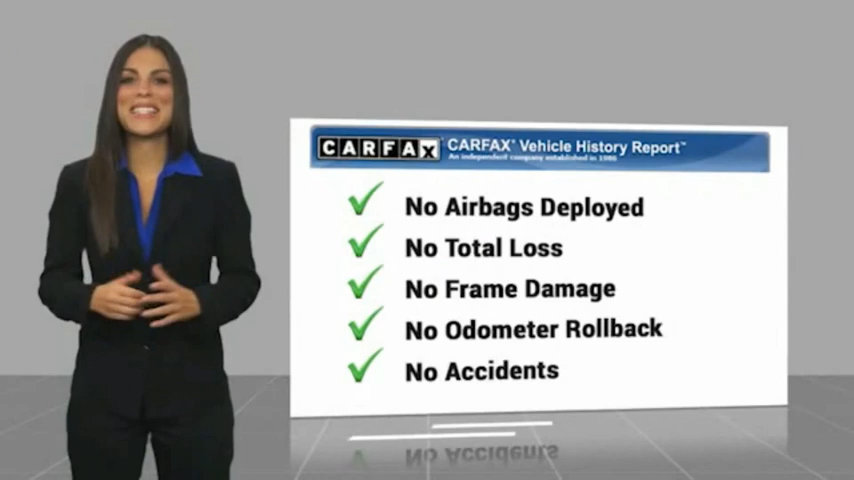 CARFAX CARFAX® Vehicle History Report™
An independent company established in 1986
No Airbags Deployed
No Total Loss
No Frame Damage
No Odometer Rollback
No Accidents
No Accidents